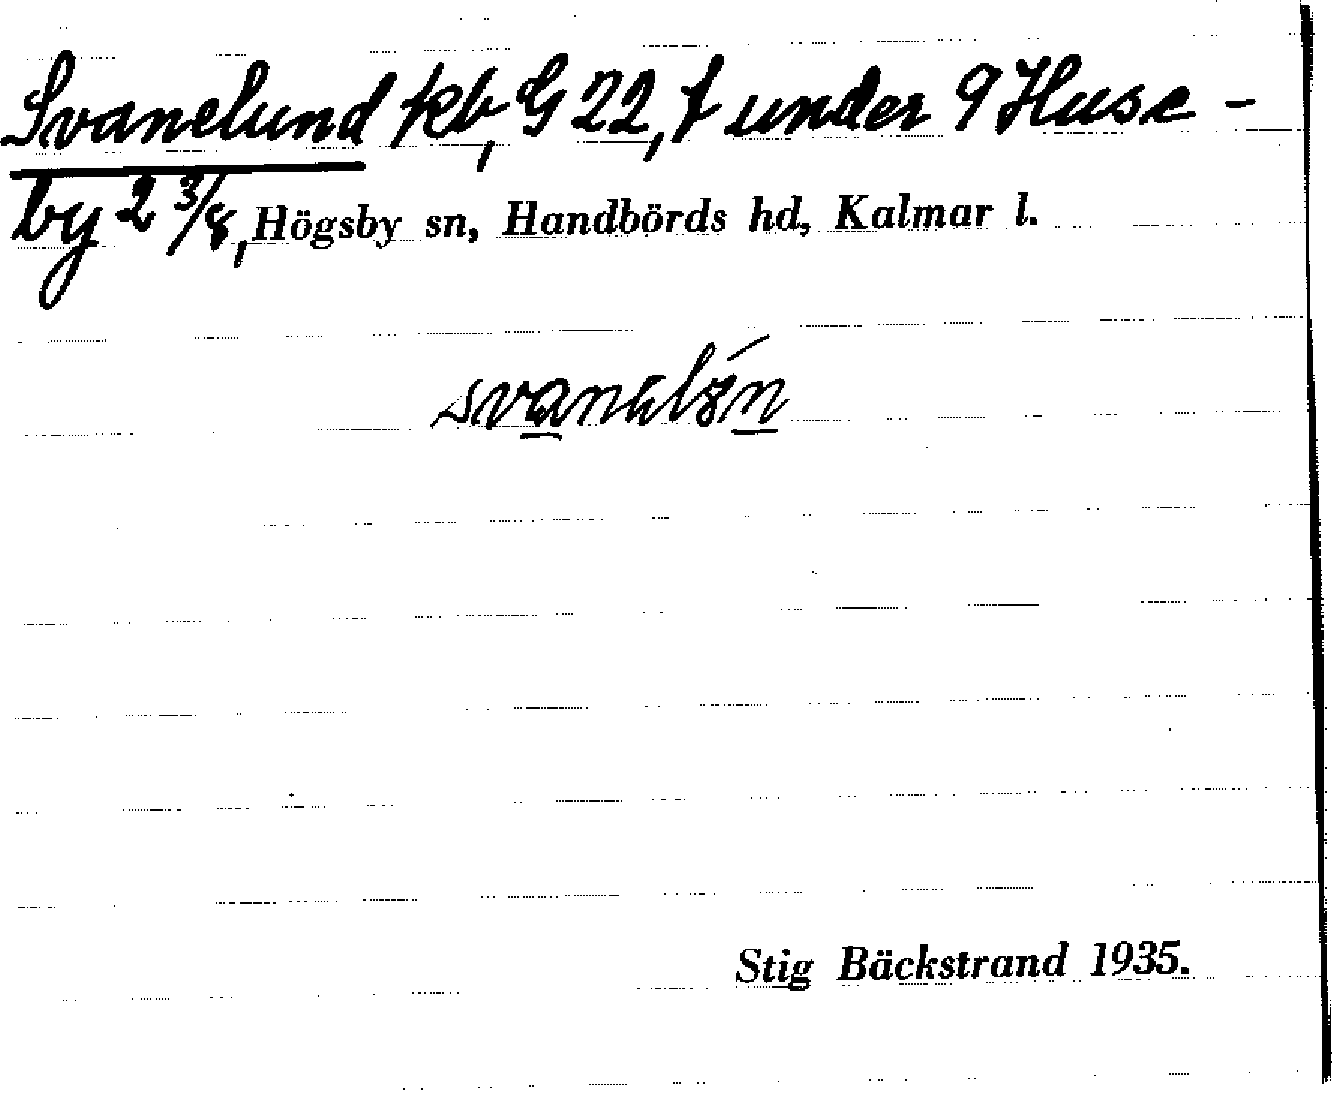 Svanelund kb, G 22, t under 9 Huse-
by 2 3/8, Högsby sn, Handbörds hd, Kalmar l.
Stig Bäckstrand 1935.